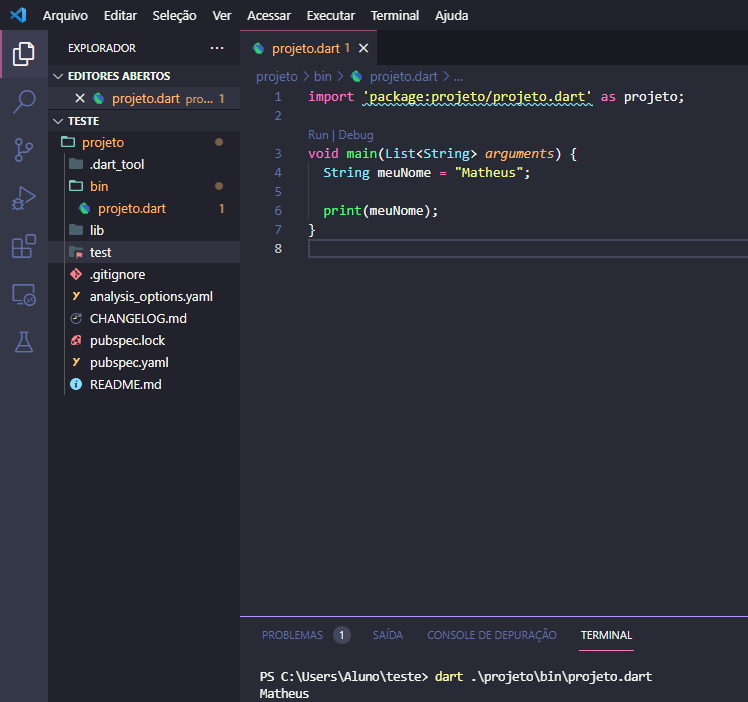 Arquivo Editar Seleção Ver Acessar Executar Terminal Ajuda
EXPLORADOR ...
EDITORES ABERTOS
projeto.dart pro... 1
TESTE
projeto
.dart_tool
bin
projeto.dart 1
lib
test
.gitignore
analysis_options.yaml
CHANGELOG.md
pubspec.lock
pubspec.yaml
README.md
projeto.dart 1
projeto > bin > projeto.dart > ...
1 import 'package:projeto/projeto.dart' as projeto;
2
Run | Debug
3 void main(List<String> arguments) {
4 String meuNome = "Matheus";
5
6 print(meuNome);
7 }
8
PROBLEMAS 1 SAÍDA CONSOLE DE DEPURAÇÃO TERMINAL
PS C:\Users\Aluno\teste> dart .\projeto\bin\projeto.dart
Matheus